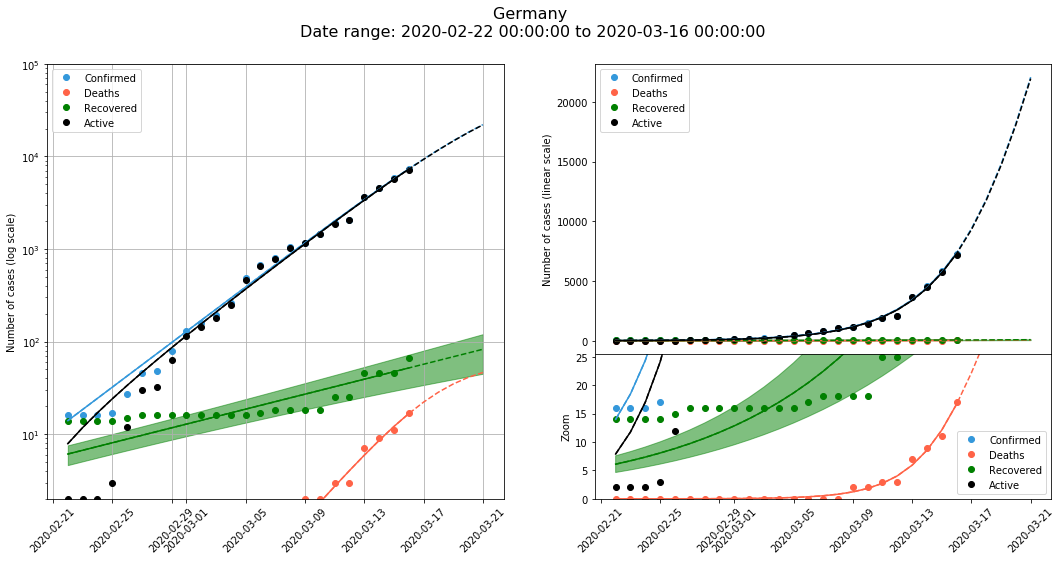 Germany
Date range: 2020-02-22 00:00:00 to 2020-03-16 00:00:00
Number of cases (log scale)
10^5
10^4
10^3
10^2
10^1
Confirmed
Deaths
Recovered
Active
2020-02-21
2020-02-25
2020-02-29
2020-03-01
2020-03-05
2020-03-09
2020-03-13
2020-03-17
2020-03-21
Number of cases (linear scale)
20000
15000
10000
5000
0
Confirmed
Deaths
Recovered
Active
Zoom
25
20
15
10
5
0
Confirmed
Deaths
Recovered
Active
2020-02-21
2020-02-25
2020-02-29
2020-03-01
2020-03-05
2020-03-09
2020-03-13
2020-03-17
2020-03-21